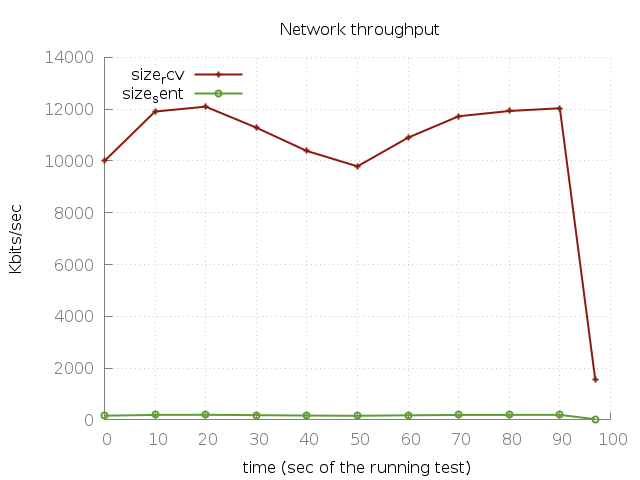 Network throughput
14000
12000
10000
8000
6000
4000
2000
0
size_rcv
size_sent
Kbits/sec
0 10 20 30 40 50 60 70 80 90 100
time (sec of the running test)